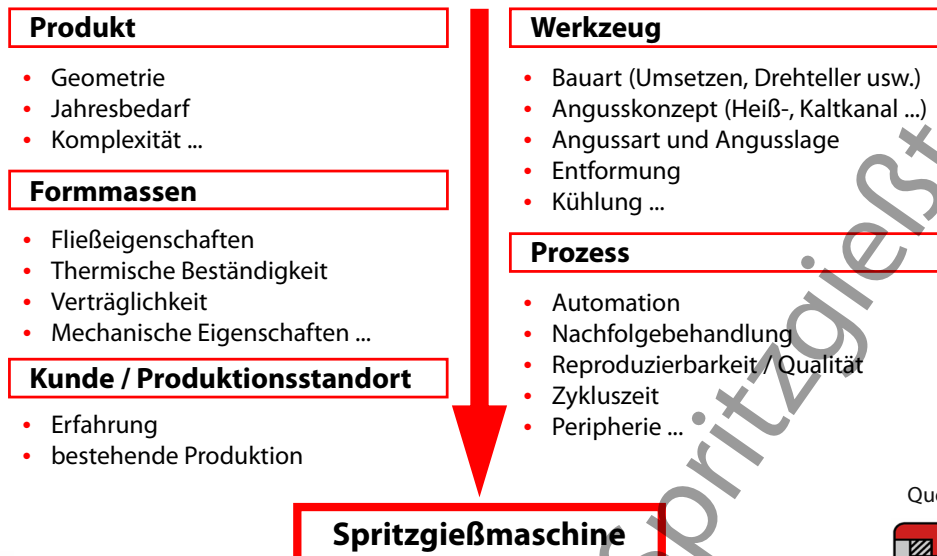 Produkt
• Geometrie
• Jahresbedarf
• Komplexität ...
Formmassen
• Fließeigenschaften
• Thermische Beständigkeit
• Verträglichkeit
• Mechanische Eigenschaften ...
Kunde / Produktionsstandort
• Erfahrung
• bestehende Produktion
Werkzeug
• Bauart (Umsetzen, Drehteller usw.)
• Angusskonzept (Heiß-, Kaltkanal ...)
• Angussart und Angusslage
• Entformung
• Kühlung ...
Prozess
• Automation
• Nachfolgebehandlung
• Reproduzierbarkeit / Qualität
• Zykluszeit
• Peripherie ...
Spritzgießmaschine